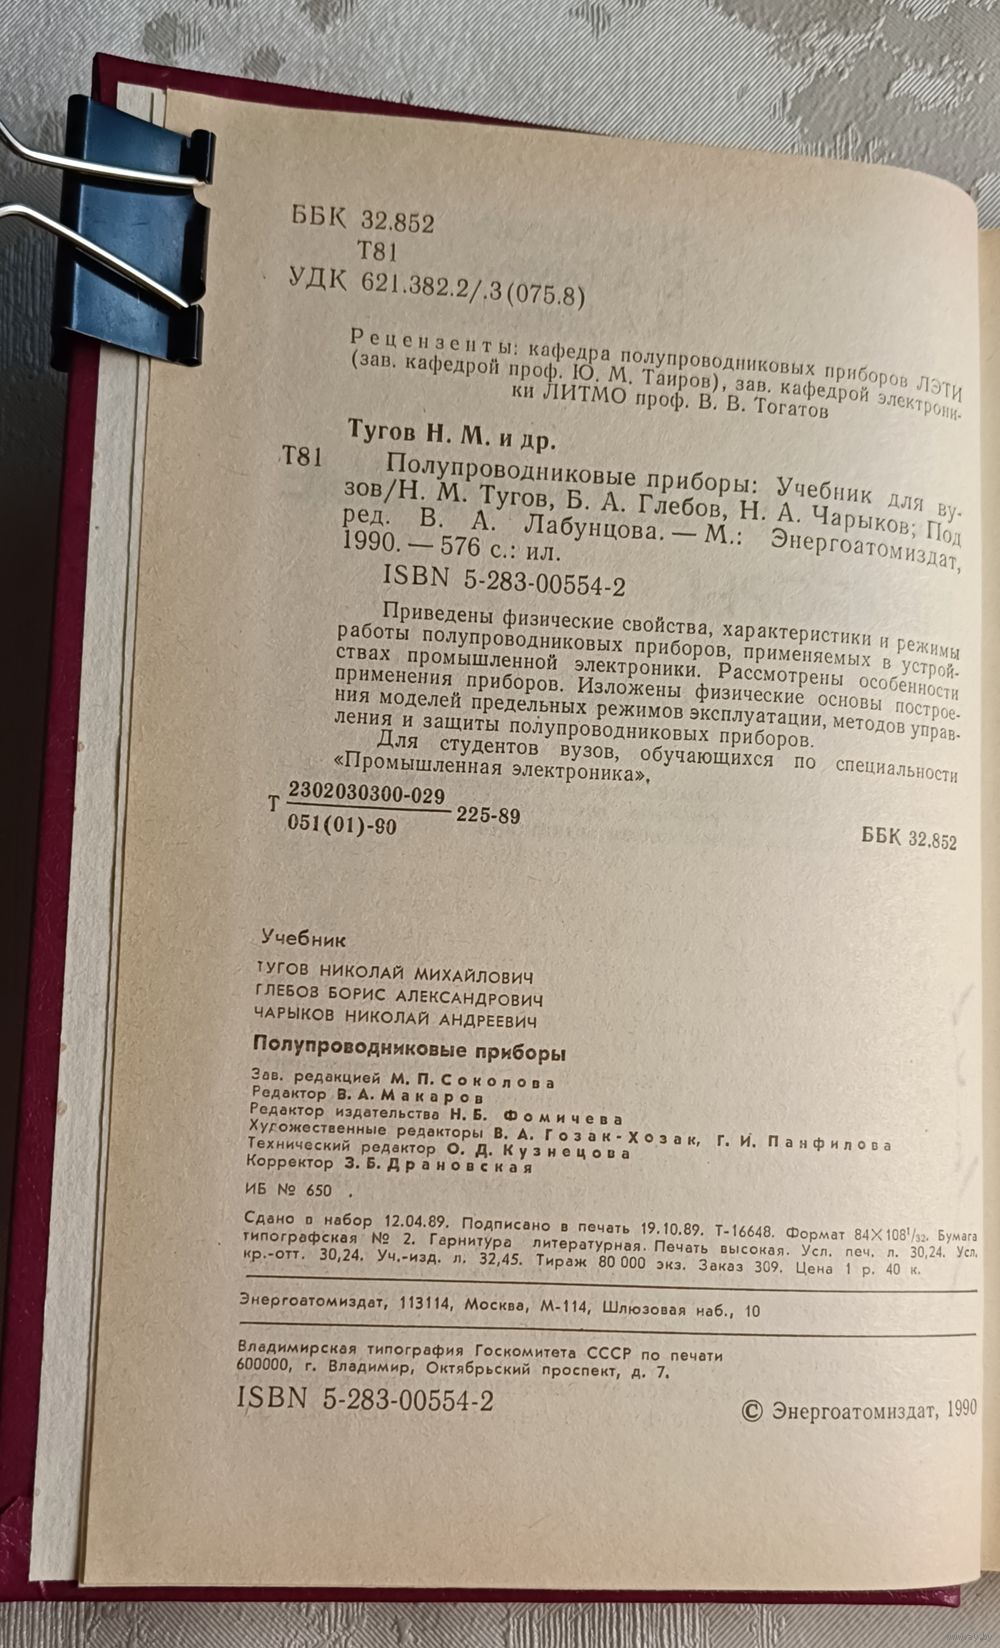 ББК 32.852
Т81
УДК 621.382.2/.3(075.8)
Рецензенты: кафедра полупроводниковых приборов ЛЭТИ
(зав. кафедрой проф. Ю. М. Таиров), зав. кафедрой электрони-
ки ЛИТМО проф. В. В. Тогатов
Тугов Н. М. и др.
Т81 Полупроводниковые приборы: Учебник для ву-
зов/Н. М. Тугов, Б. А. Глебов, Н. А. Чарыков; Под
ред. В. А. Лабунцова. — М.: Энергоатомиздат,
1990. — 576 с.: ил.
ISBN 5-283-00554-2
Приведены физические свойства, характеристики и режимы
работы полупроводниковых приборов, применяемых в устрой-
ствах промышленной электроники. Рассмотрены особенности
применения приборов. Изложены физические основы построе-
ния моделей предельных режимов эксплуатации, методов управ-
ления и защиты полупроводниковых приборов.
Для студентов вузов, обучающихся по специальности
«Промышленная электроника».
Т 2302030300-029
051(01)-90 225-89
ББК 32.852
Учебник
ТУГОВ НИКОЛАЙ МИХАЙЛОВИЧ
ГЛЕБОВ БОРИС АЛЕКСАНДРОВИЧ
ЧАРЫКОВ НИКОЛАЙ АНДРЕЕВИЧ
Полупроводниковые приборы
Зав. редакцией М. П. Соколова
Редактор В. А. Макаров
Редактор издательства Н. Б. Фомичева
Художественные редакторы В. А. Гозак-Хозак, Г. И. Панфилова
Технический редактор О. Д. Кузнецова
Корректор З. Б. Драновская
ИБ № 650
Сдано в набор 12.04.89. Подписано в печать 19.10.89. Т-16648. Формат 84×108¹/₃₂. Бумага
типографская № 2. Гарнитура литературная. Печать высокая. Усл. печ. л. 30,24. Усл.
кр.-отт. 30,24. Уч.-изд. л. 32,45. Тираж 80 000 экз. Заказ 309. Цена 1 р. 40 к.
Энергоатомиздат, 113114, Москва, М-114, Шлюзовая наб., 10
Владимирская типография Госкомитета СССР по печати
600000, г. Владимир, Октябрьский проспект, д. 7.
ISBN 5-283-00554-2
© Энергоатомиздат, 1990